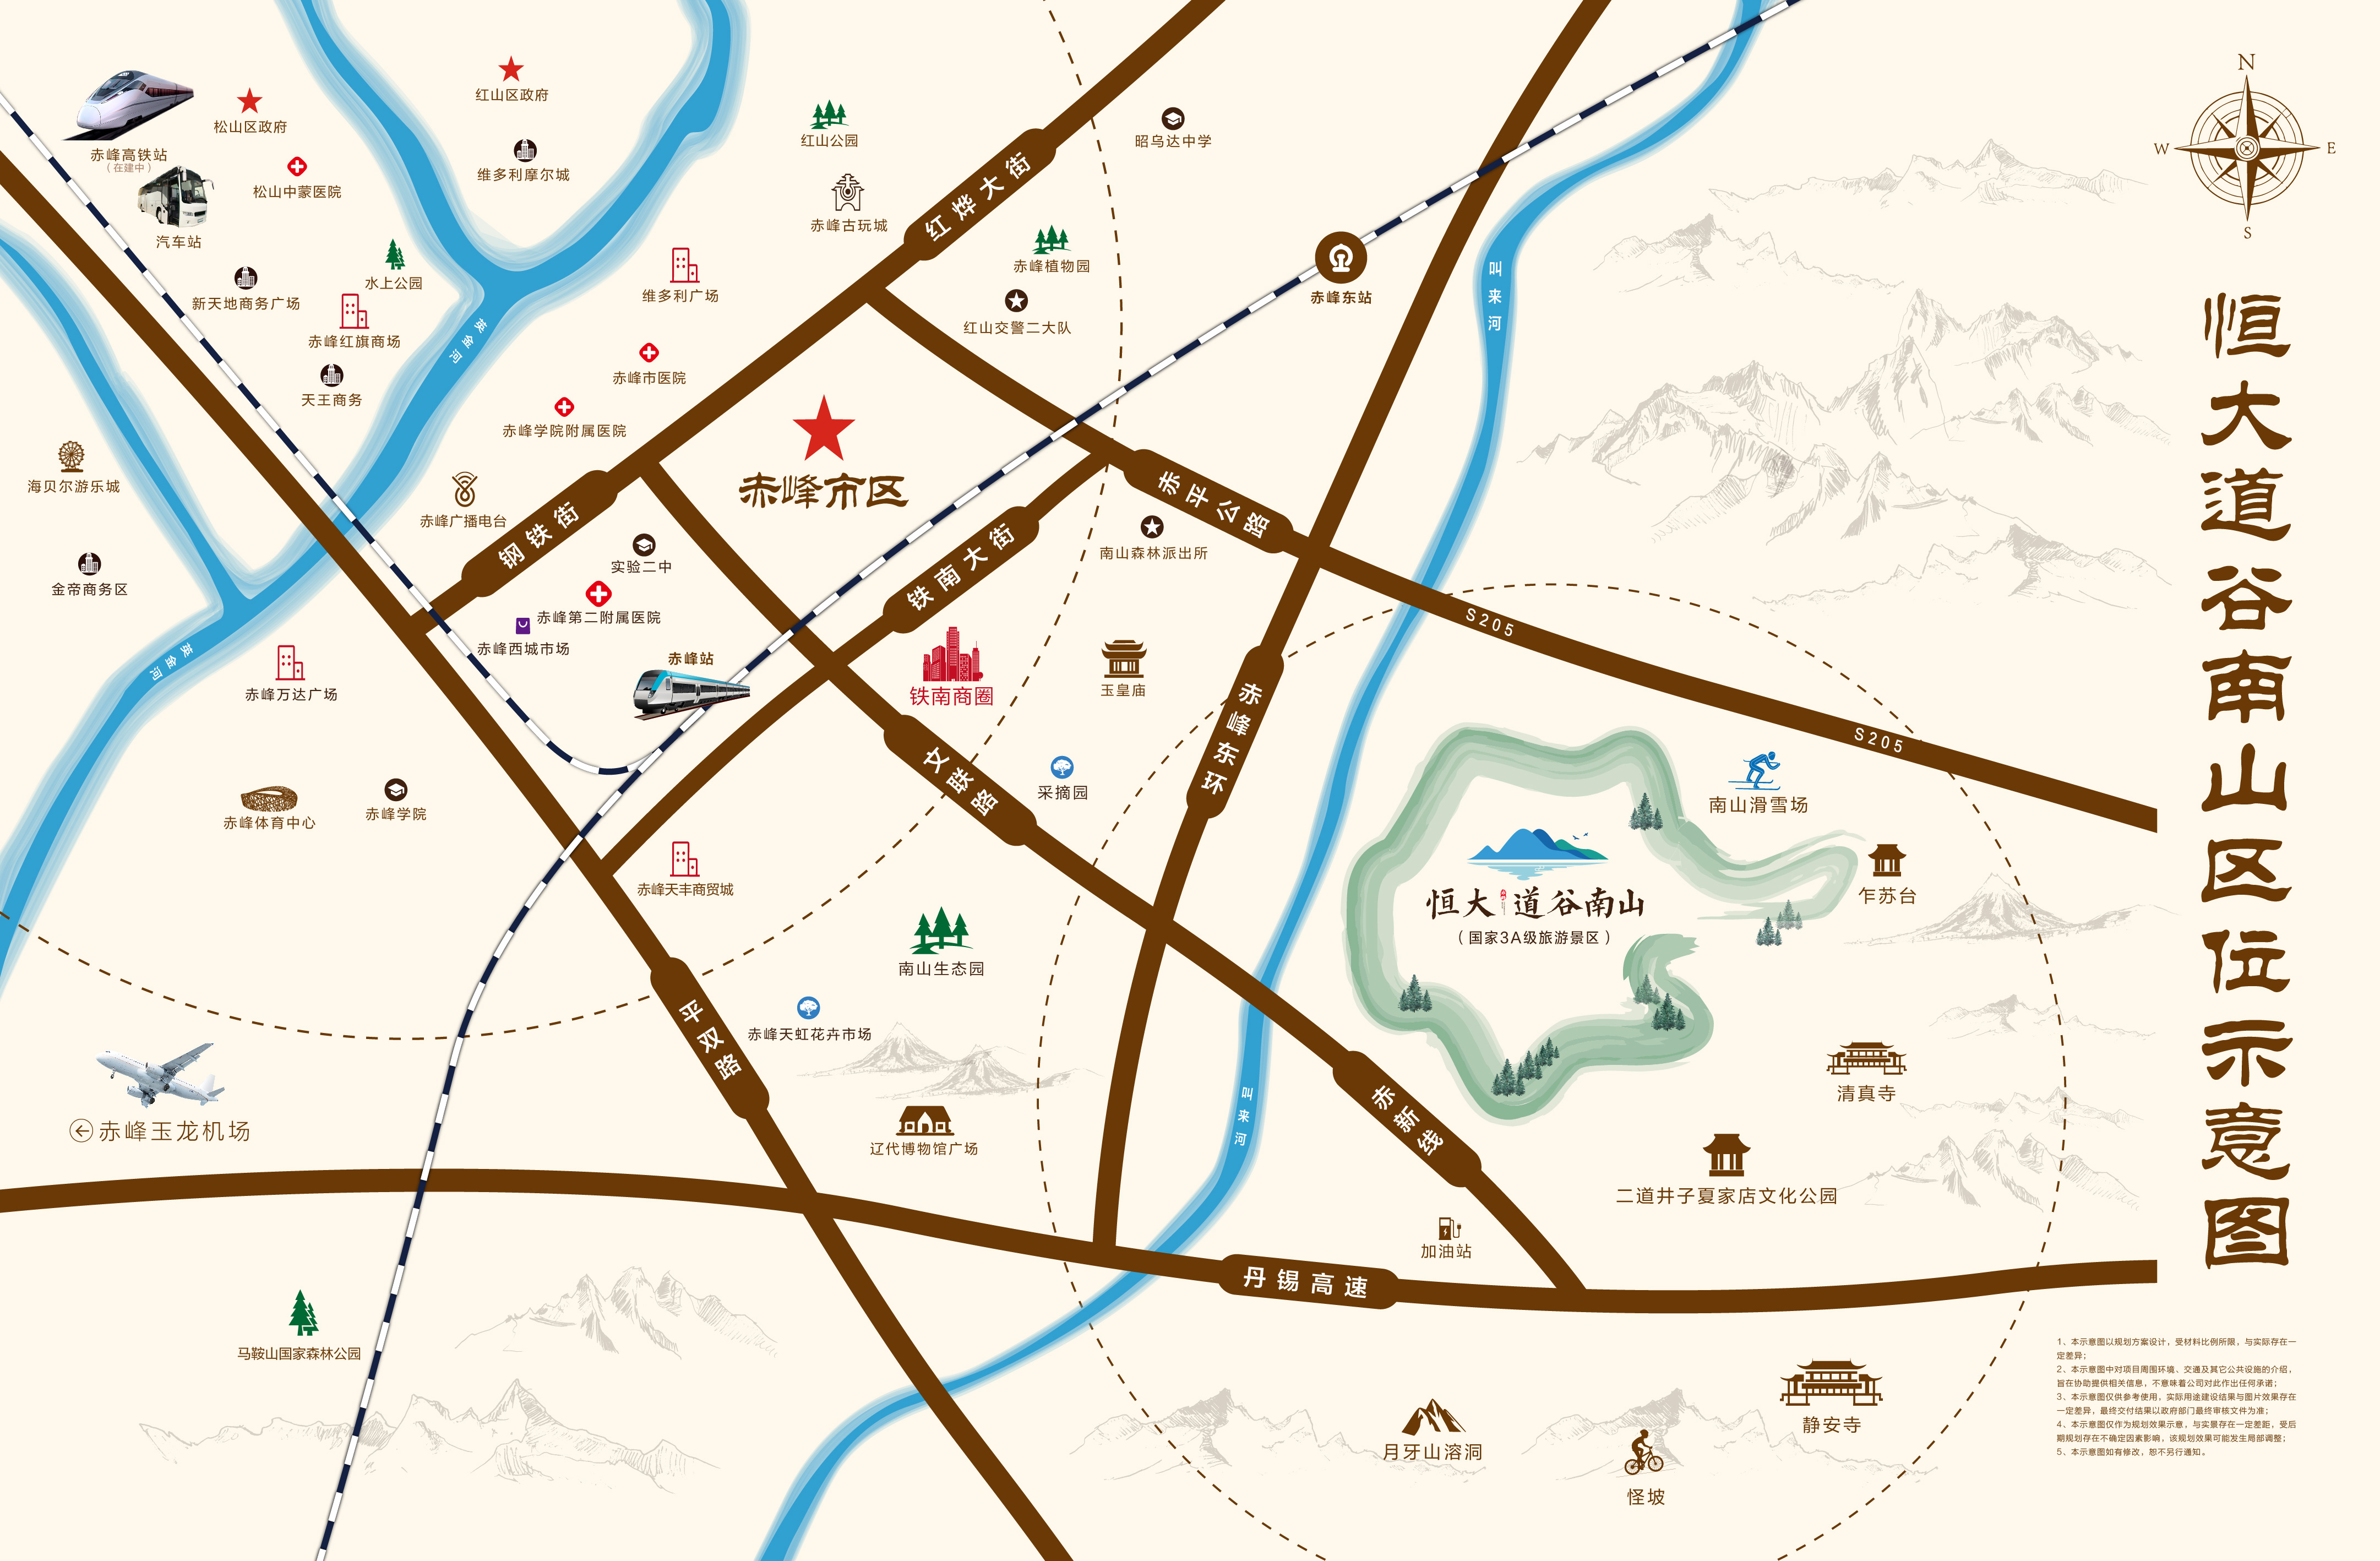 恒大道谷南山区位示意图
N
W
E
S
赤峰高铁站
（在建中）
松山区政府
红山区政府
汽车站
松山中蒙医院
维多利摩尔城
红山公园
昭乌达中学
赤峰古玩城
红烨大街
新天地商务广场
水上公园
维多利广场
赤峰植物园
赤峰东站
叫来河
赤峰红旗商场
英金河
红山交警二大队
天王商务
赤峰市医院
赤峰学院附属医院
赤峰市区
海贝尔游乐城
赤峰广播电台
钢铁街
赤平公路
金帝商务区
实验二中
铁南大街
南山森林派出所
赤峰第二附属医院
赤峰西城市场
S205
英金河
赤峰万达广场
赤峰站
铁南商圈
玉皇庙
赤峰东环
S205
文联路
采摘园
南山滑雪场
赤峰体育中心
赤峰学院
赤峰天丰商贸城
乍苏台
恒大道谷南山
（国家3A级旅游景区）
南山生态园
平双路
赤峰天虹花卉市场
赤峰玉龙机场
叫来河
赤新线
清真寺
辽代博物馆广场
二道井子夏家店文化公园
加油站
丹锡高速
马鞍山国家森林公园
月牙山溶洞
怪坡
静安寺
1、本示意图以规划方案设计，受材料比例所限，与实际存在一
定差异；
2、本示意图中对项目周围环境、交通及其它公共设施的介绍，
旨在协助提供相关信息，不意味着公司对此作出任何承诺；
3、本示意图仅供参考使用，实际用途建设结果与图片效果存在
一定差异，最终交付结果以政府部门最终审核文件为准；
4、本示意图仅作为规划效果示意，与实景存在一定差距，受后
期规划存在不确定因素影响，该规划效果可能发生局部调整；
5、本示意图如有修改，恕不另行通知。